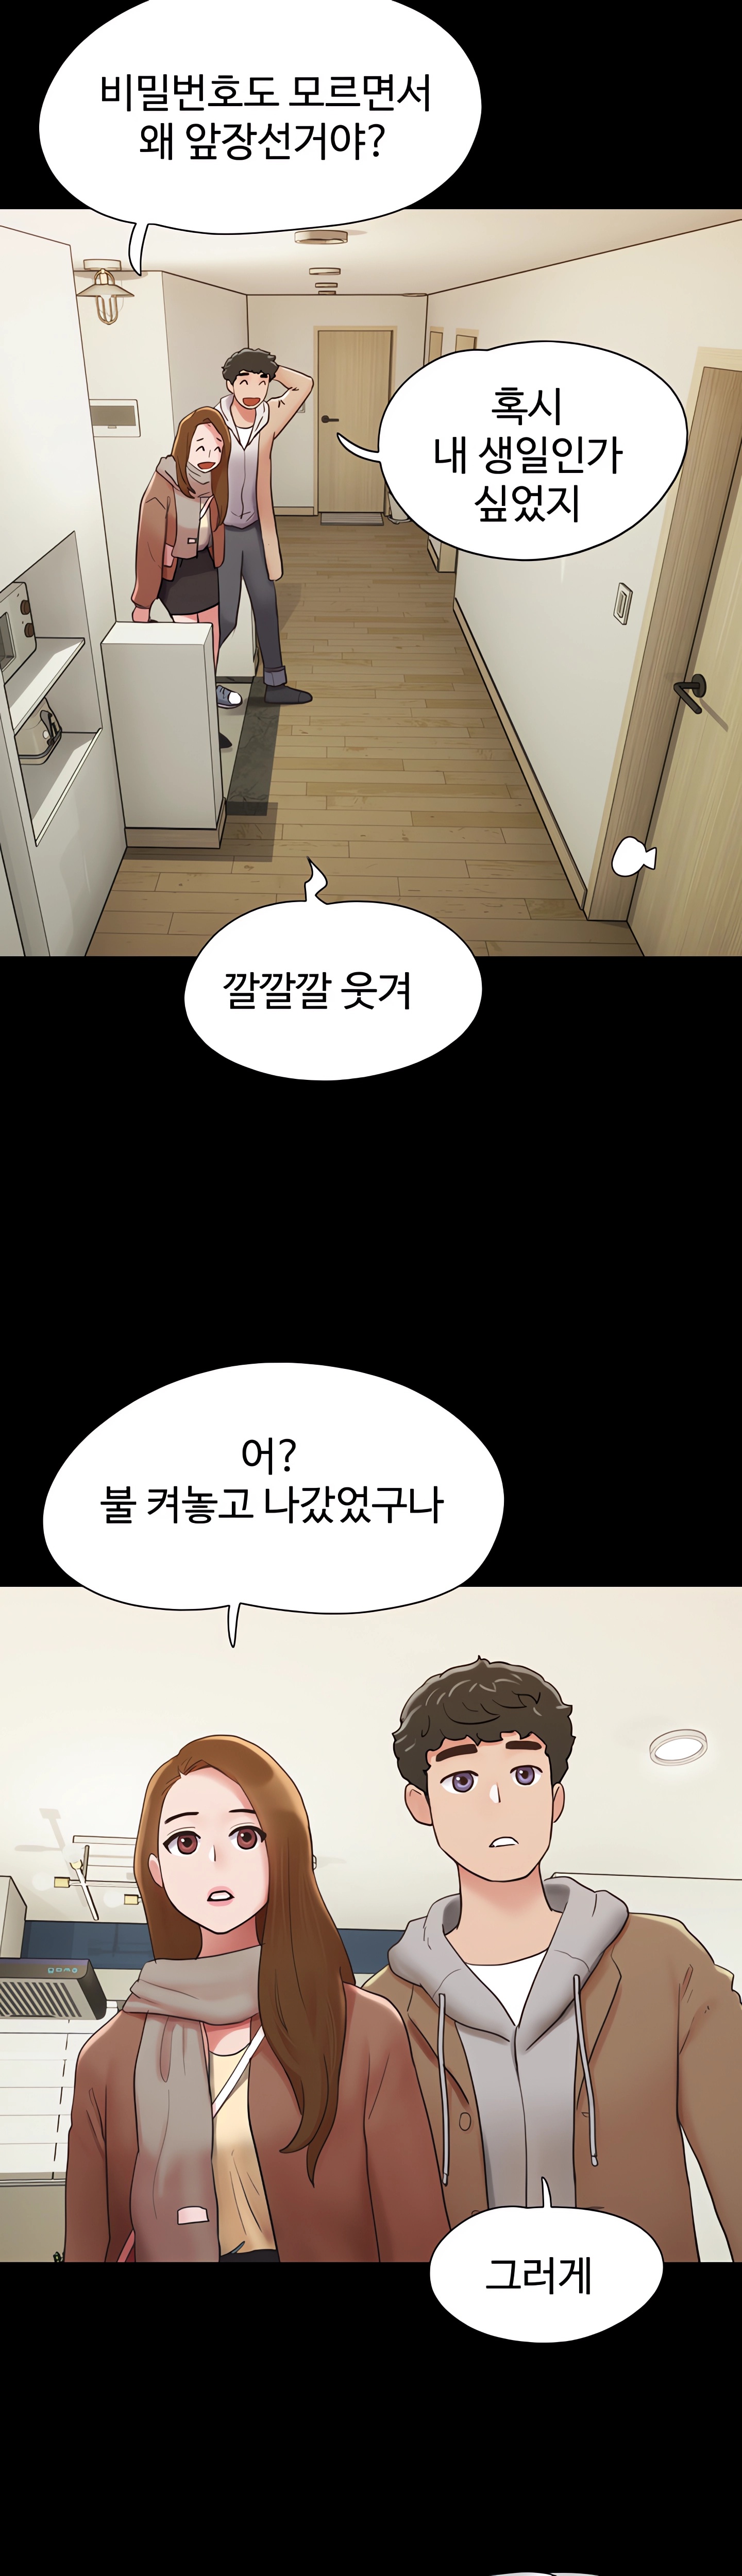 비밀번호도 모르면서
왜 앞장선거야?
혹시
내 생일인가
싶었지
깔깔깔 웃겨
어?
불 켜놓고 나갔었구나
그러게